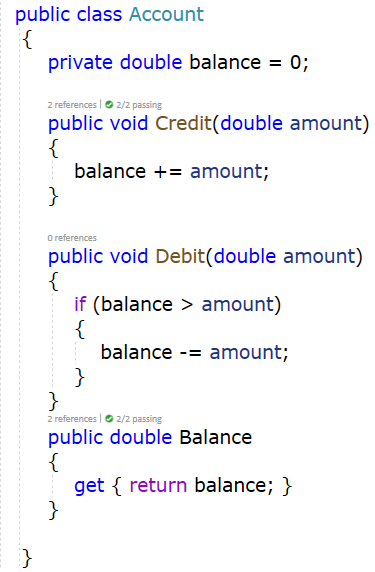 public class Account
{
private double balance = 0;
2 references | 2/2 passing
public void Credit(double amount)
{
balance += amount;
}
0 references
public void Debit(double amount)
{
if (balance > amount)
{
balance -= amount;
}
}
2 references | 2/2 passing
public double Balance
{
get { return balance; }
}
}